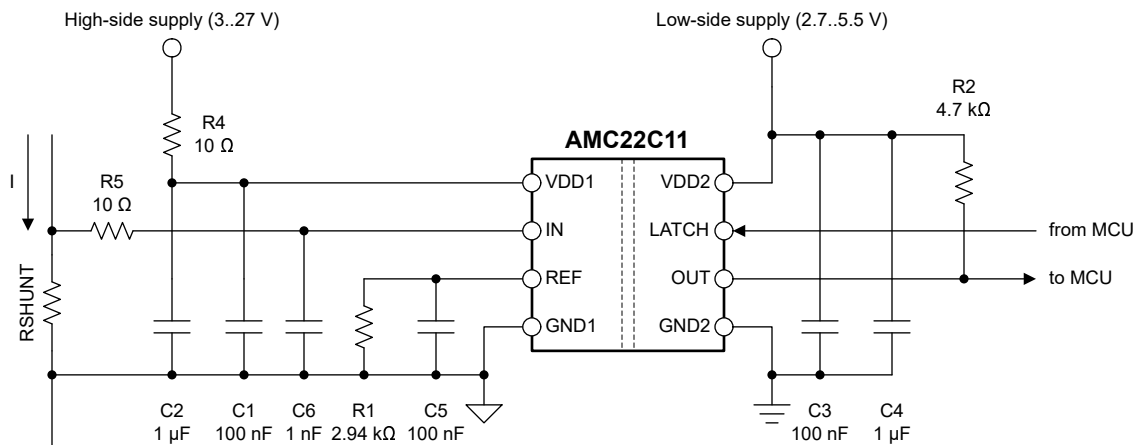 High-side supply (3..27 V)
Low-side supply (2.7..5.5 V)
R4
10 Ω
R2
4.7 kΩ
AMC22C11
I
R5
10 Ω
VDD1
VDD2
IN
LATCH
from MCU
REF
OUT
to MCU
RSHUNT
GND1
GND2
C2
1 µF
C1
100 nF
C6
1 nF
R1
2.94 kΩ
C5
100 nF
C3
100 nF
C4
1 µF